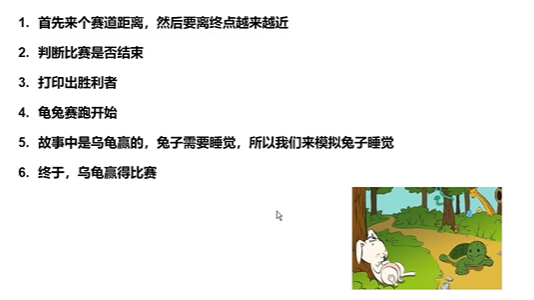 1. 首先来个赛道距离，然后要离终点越来越近
2. 判断比赛是否结束
3. 打印出胜利者
4. 龟兔赛跑开始
5. 故事中是乌龟赢的，兔子需要睡觉，所以我们来模拟兔子睡觉
6. 终于，乌龟赢得比赛